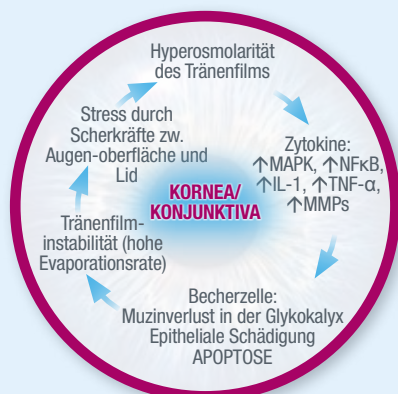 Hyperosmolarität
des Tränenfilms
Zytokine:
↑MAPK, ↑NFκB,
↑IL-1, ↑TNF-α,
↑MMPs
Becherzelle:
Muzinverlust in der Glykokalyx
Epitheliale Schädigung
APOPTOSE
Tränenfilm-
instabilität (hohe
Evaporationsrate)
Stress durch
Scherkräfte zw.
Augen-oberfläche und
Lid
KORNEA/
KONJUNKTIVA